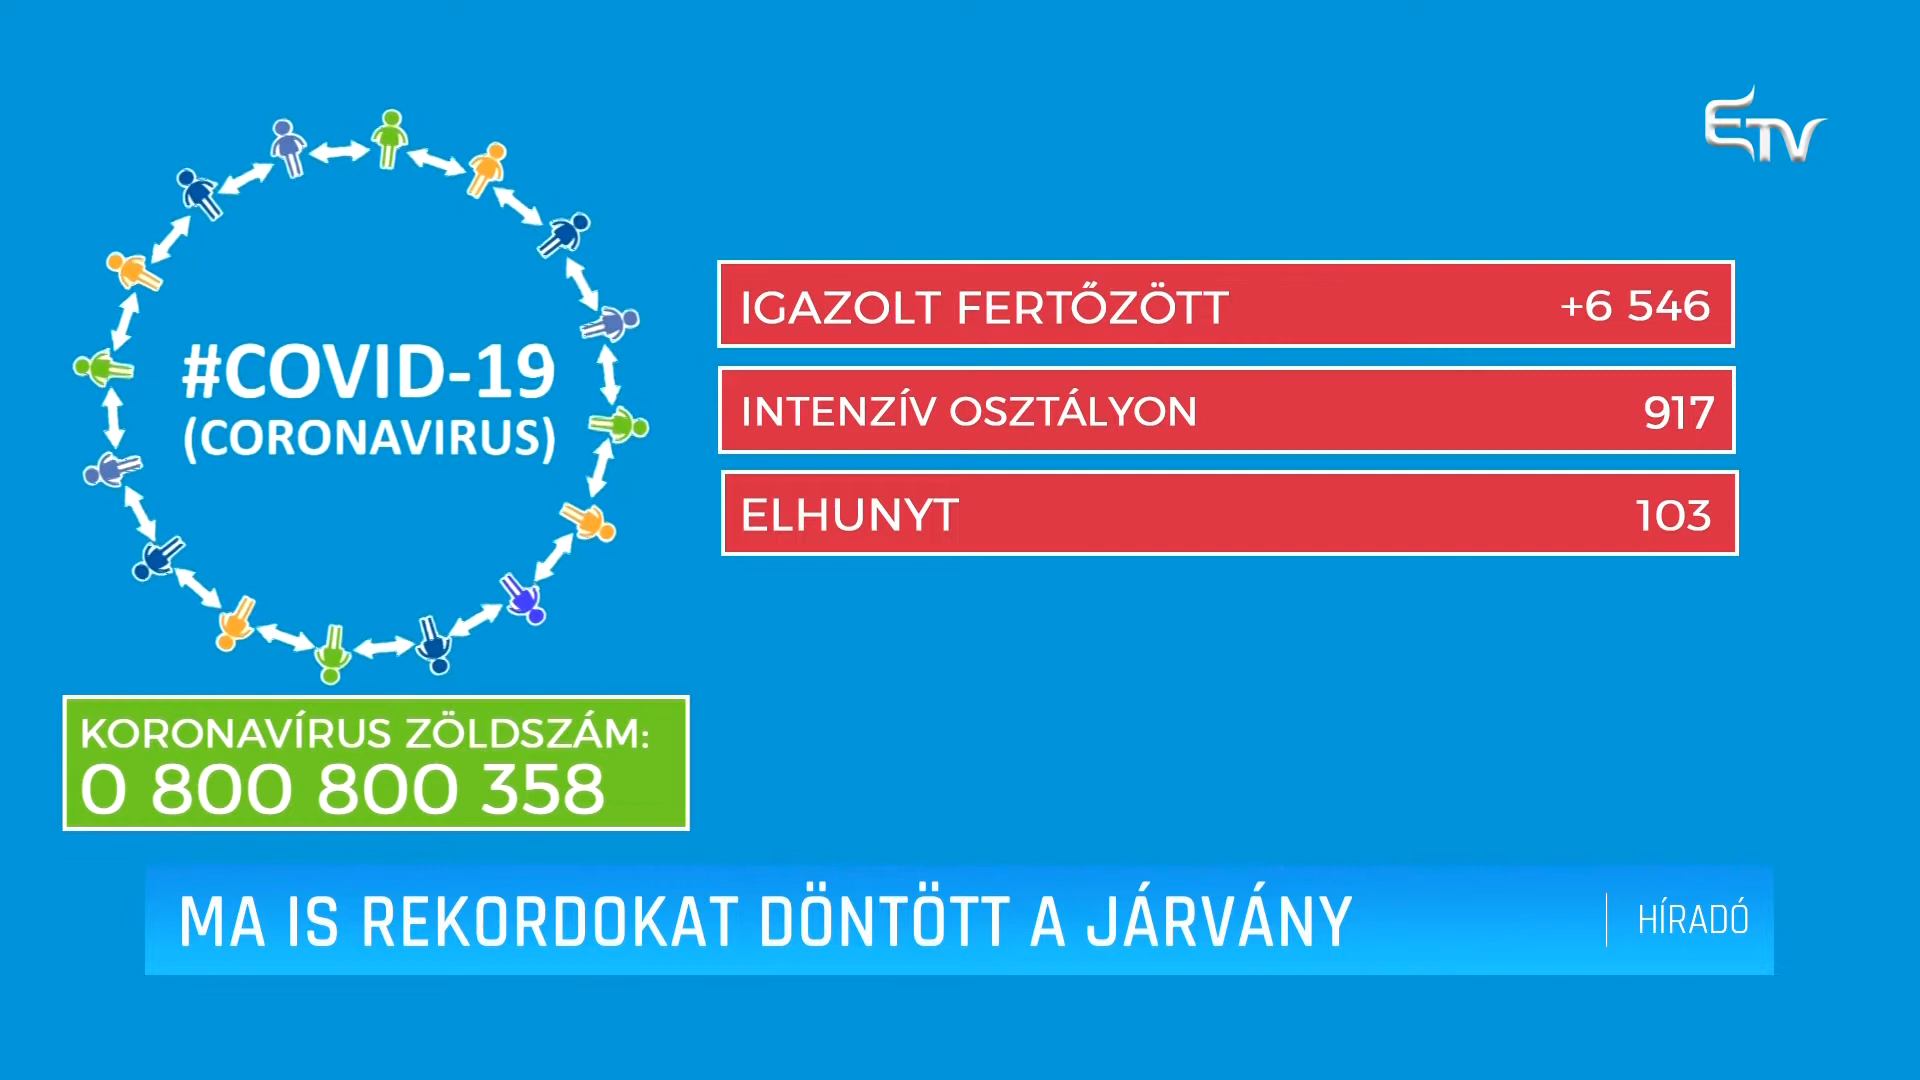 ETV
#COVID-19
(CORONAVIRUS)
IGAZOLT FERTŐZÖTT +6 546
INTENZÍV OSZTÁLYON 917
ELHUNYT 103
KORONAVÍRUS ZÖLDSZÁM:
0 800 800 358
MA IS REKORDOKAT DÖNTÖTT A JÁRVÁNY HÍRADÓ